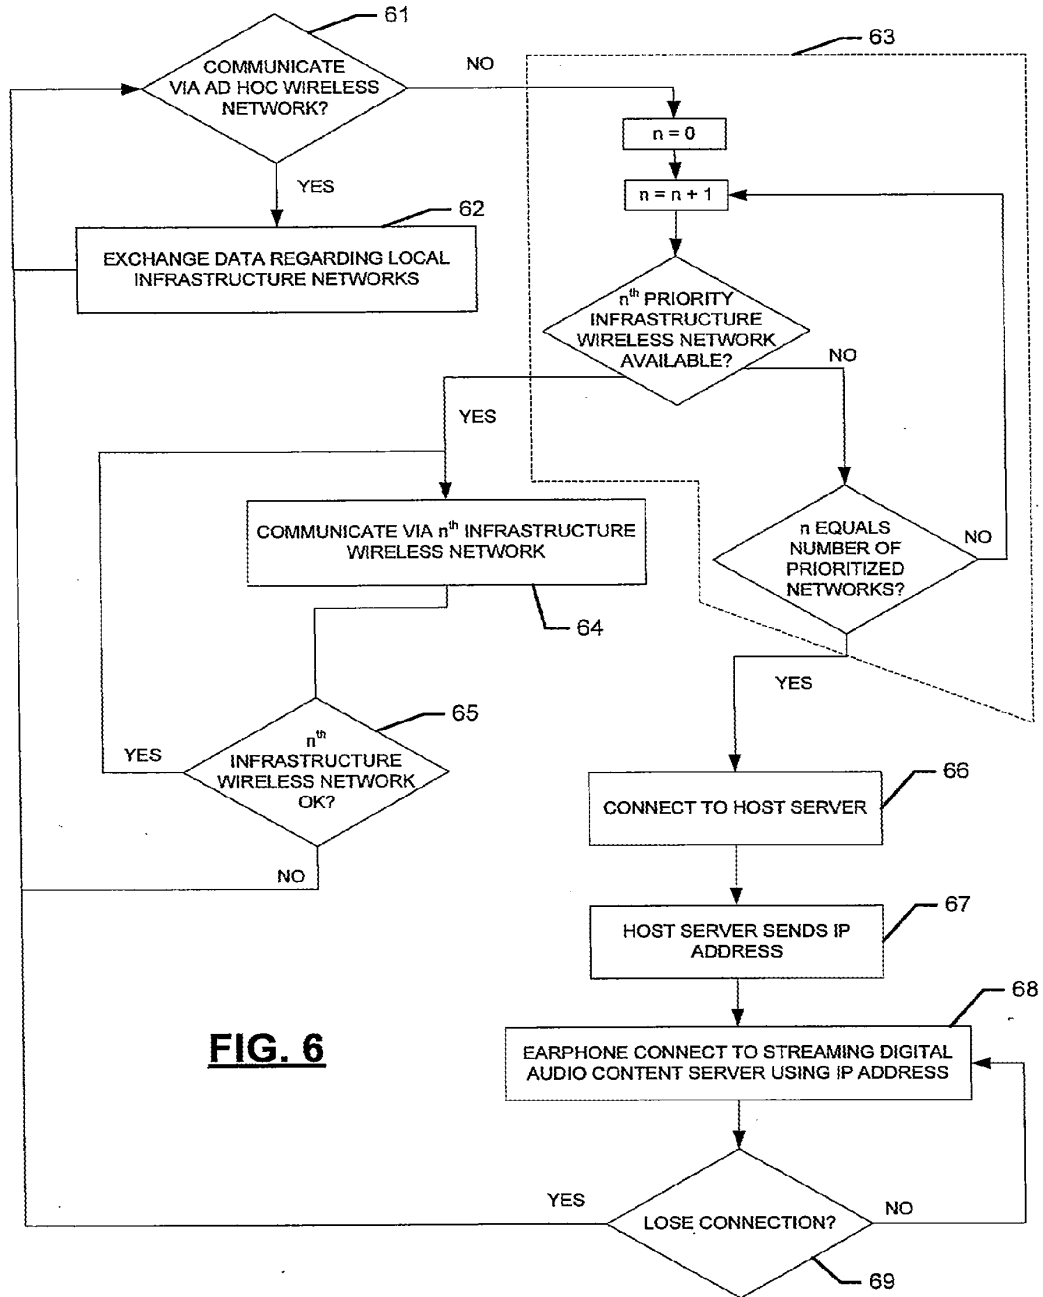 61
COMMUNICATE
VIA AD HOC WIRELESS
NETWORK?
NO
63
n = 0
n = n + 1
YES
62
EXCHANGE DATA REGARDING LOCAL
INFRASTRUCTURE NETWORKS
nth PRIORITY
INFRASTRUCTURE
WIRELESS NETWORK
AVAILABLE?
NO
YES
COMMUNICATE VIA nth INFRASTRUCTURE
WIRELESS NETWORK
64
n EQUALS
NUMBER OF
PRIORITIZED
NETWORKS?
NO
YES
65
nth
INFRASTRUCTURE
WIRELESS NETWORK
OK?
YES
NO
66
CONNECT TO HOST SERVER
67
HOST SERVER SENDS IP
ADDRESS
68
EARPHONE CONNECT TO STREAMING DIGITAL
AUDIO CONTENT SERVER USING IP ADDRESS
FIG. 6
YES
LOSE CONNECTION?
NO
69